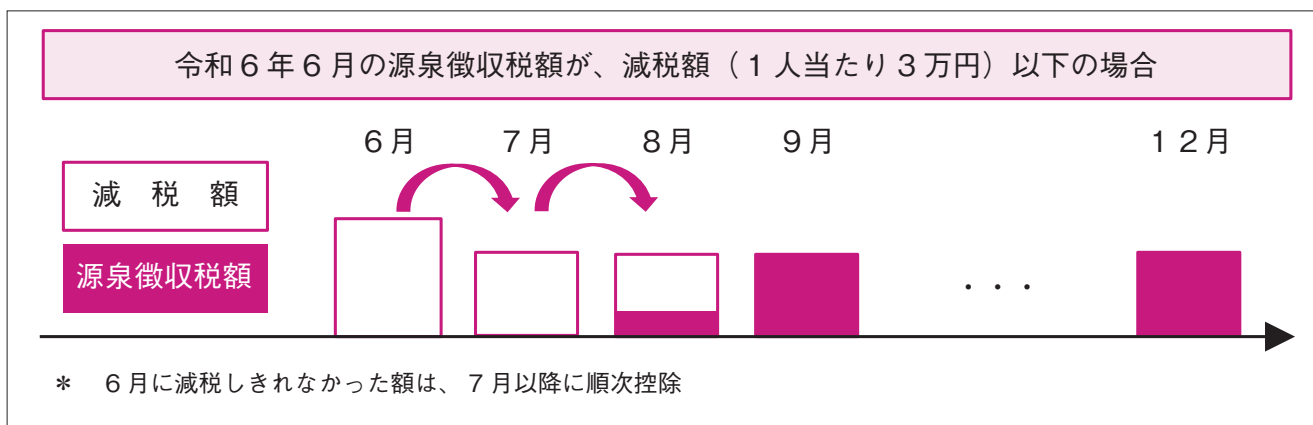 令和６年６月の源泉徴収税額が、減税額（１人当たり３万円）以下の場合
６月 ７月 ８月 ９月 １２月
減　税　額
源泉徴収税額
・・・
＊　６月に減税しきれなかった額は、７月以降に順次控除